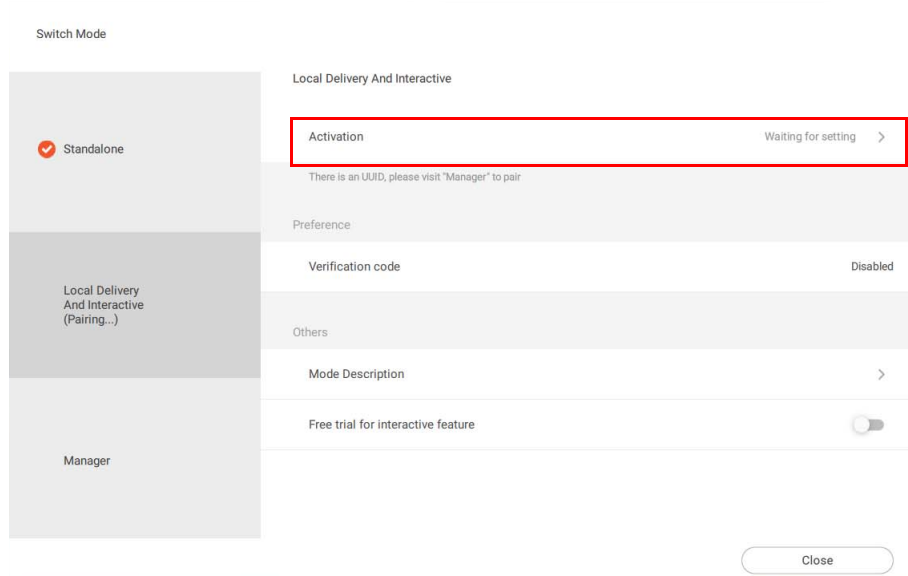 Switch Mode
Local Delivery And Interactive
Standalone
Activation
Waiting for setting
There is an UUID, please visit "Manager" to pair
Preference
Verification code
Disabled
Local Delivery
And Interactive
(Pairing...)
Others
Mode Description
Free trial for interactive feature
Manager
Close